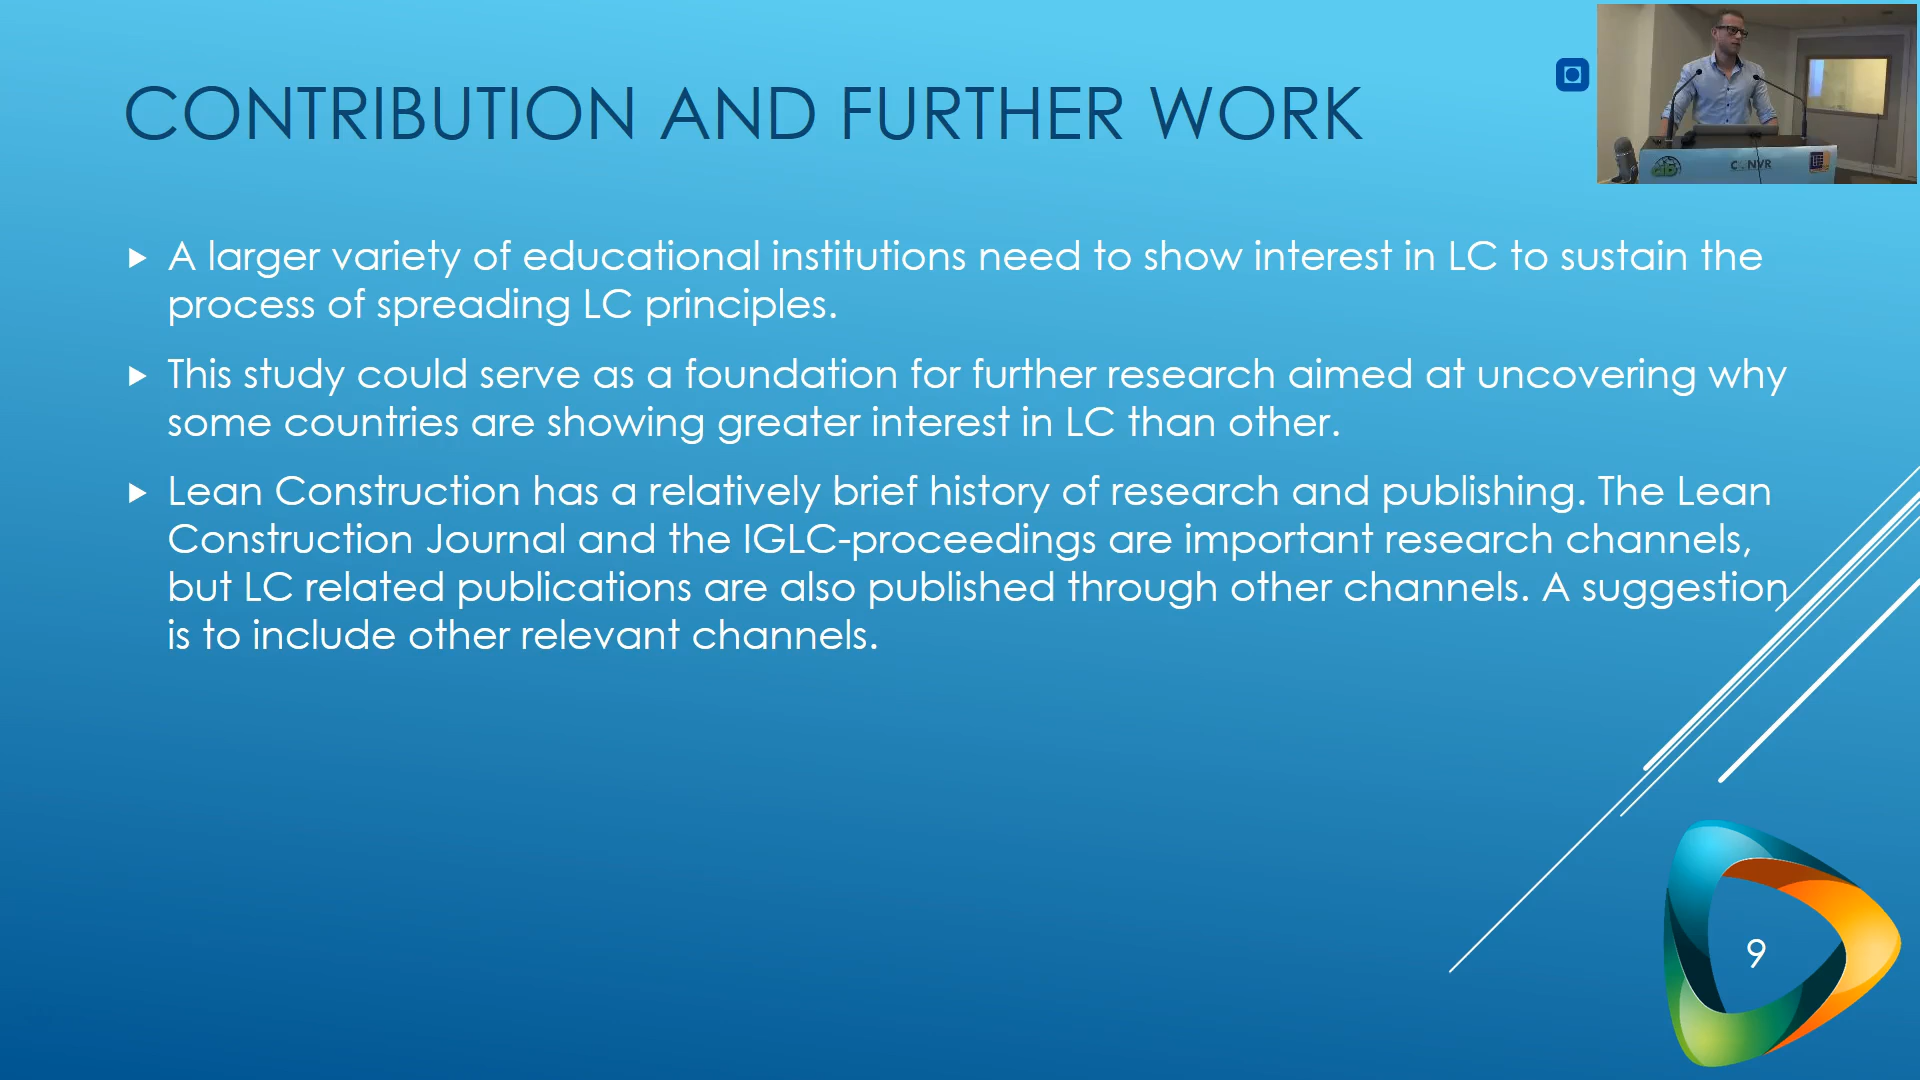 CONTRIBUTION AND FURTHER WORK
A larger variety of educational institutions need to show interest in LC to sustain the
process of spreading LC principles.
This study could serve as a foundation for further research aimed at uncovering why
some countries are showing greater interest in LC than other.
Lean Construction has a relatively brief history of research and publishing. The Lean
Construction Journal and the IGLC-proceedings are important research channels,
but LC related publications are also published through other channels. A suggestion
is to include other relevant channels.
9